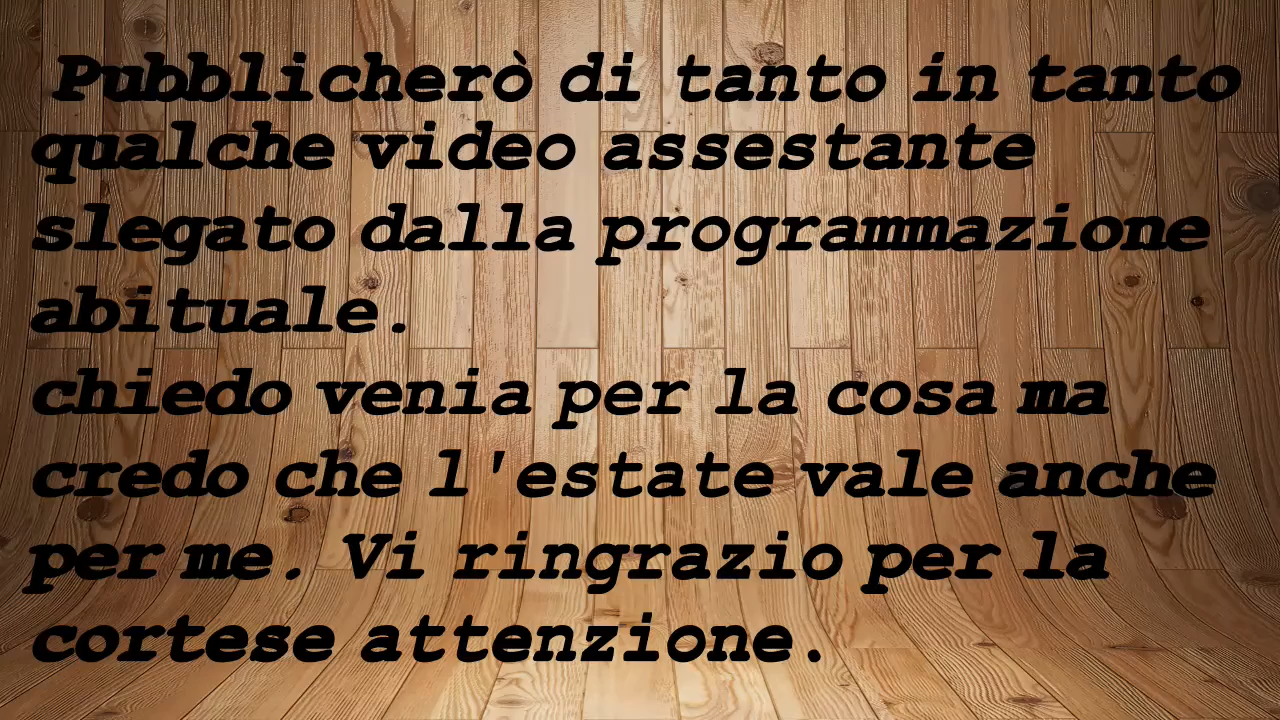 Pubblicherò di tanto in tanto
qualche video assestante
slegato dalla programmazione
abituale.
chiedo venia per la cosa ma
credo che l'estate vale anche
per me. Vi ringrazio per la
cortese attenzione.